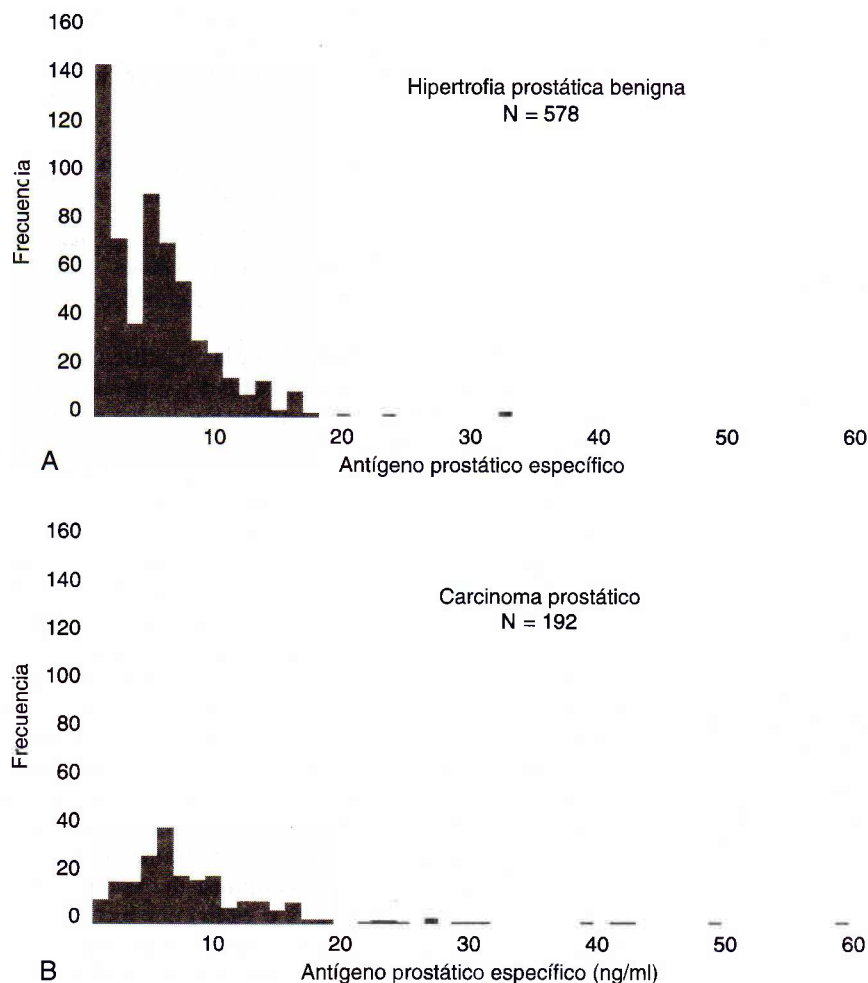 160
140
120
100
80
60
40
20
0
Frecuencia
Hipertrofia prostática benigna
N = 578
10 20 30 40 50 60
A
Antígeno prostático específico
160
140
120
100
80
60
40
20
0
Frecuencia
Carcinoma prostático
N = 192
10 20 30 40 50 60
B
Antígeno prostático específico (ng/ml)